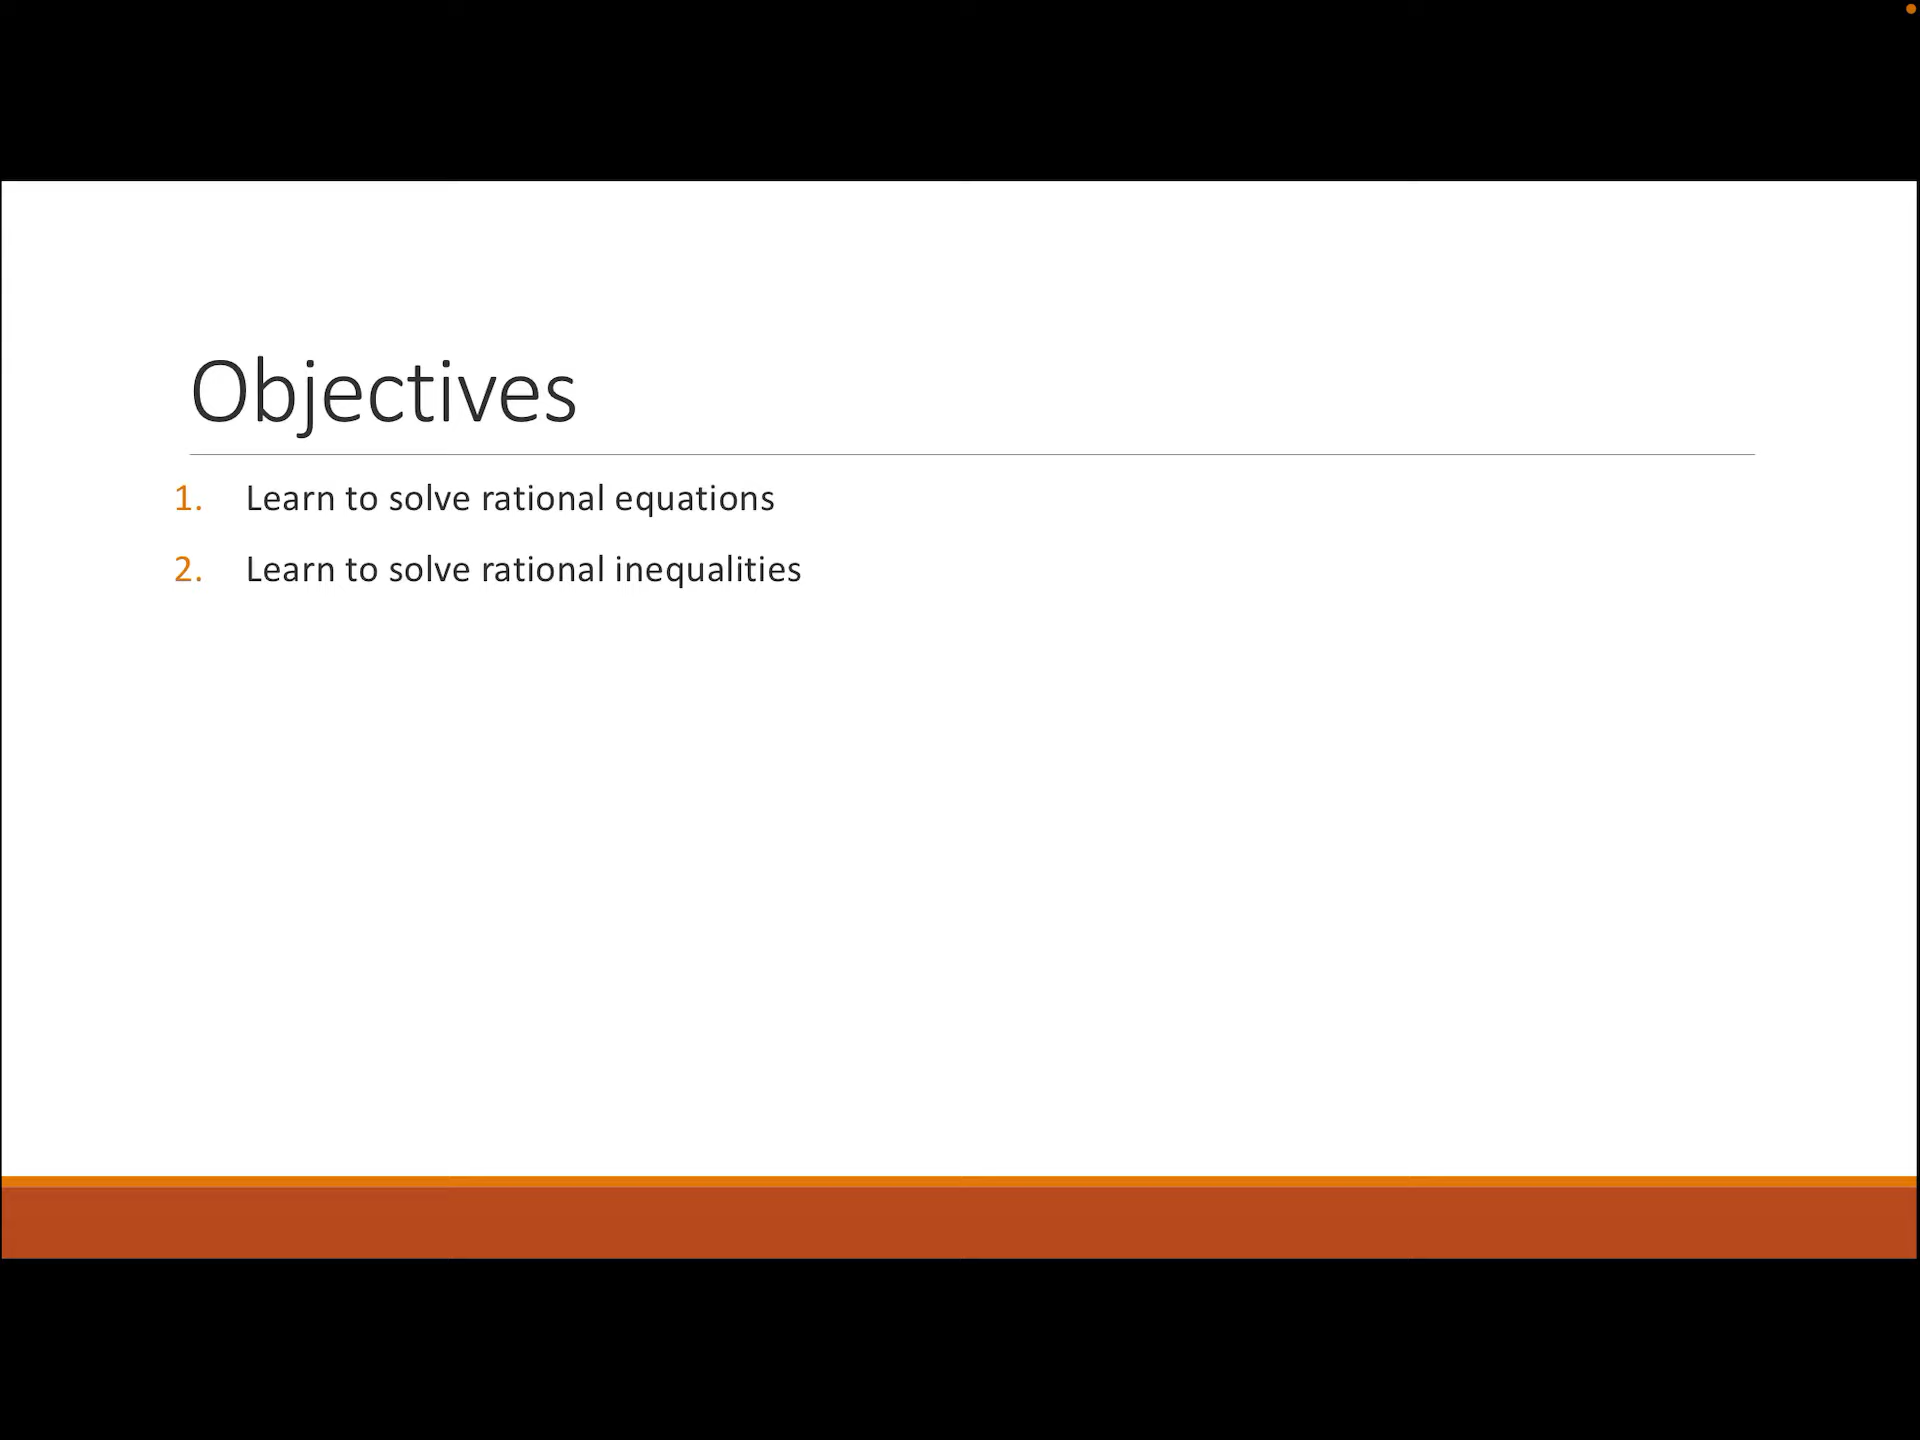 Objectives
1. Learn to solve rational equations
2. Learn to solve rational inequalities